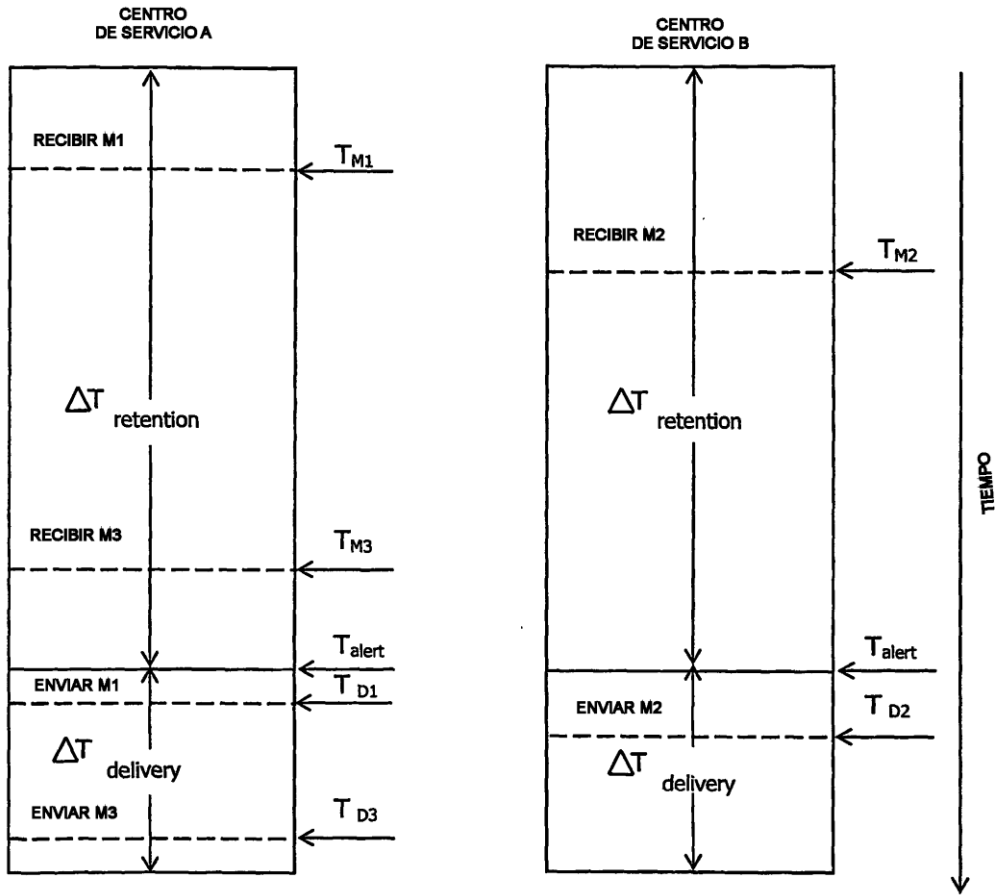 CENTRO
DE SERVICIO A
RECIBIR M1
TM1
ΔT retention
RECIBIR M3
TM3
Talert
ENVIAR M1
TD1
ΔT delivery
ENVIAR M3
TD3
CENTRO
DE SERVICIO B
RECIBIR M2
TM2
ΔT retention
Talert
ENVIAR M2
TD2
ΔT delivery
TIEMPO